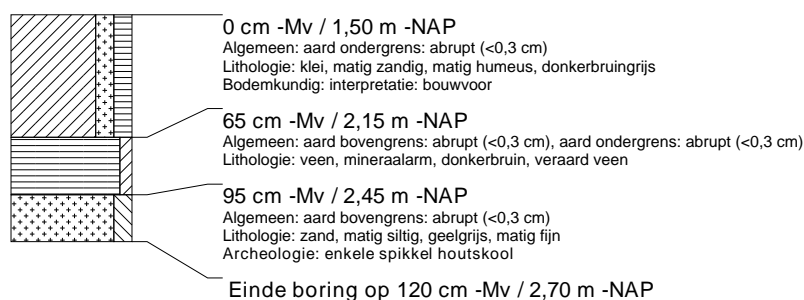 0 cm -Mv / 1,50 m -NAP
Algemeen: aard ondergrens: abrupt (<0,3 cm)
Lithologie: klei, matig zandig, matig humeus, donkerbruingrijs
Bodemkundig: interpretatie: bouwvoor
65 cm -Mv / 2,15 m -NAP
Algemeen: aard bovengrens: abrupt (<0,3 cm), aard ondergrens: abrupt (<0,3 cm)
Lithologie: veen, mineraalarm, donkerbruin, veraard veen
95 cm -Mv / 2,45 m -NAP
Algemeen: aard bovengrens: abrupt (<0,3 cm)
Lithologie: zand, matig siltig, geelgrijs, matig fijn
Archeologie: enkele spikkel houtskool
Einde boring op 120 cm -Mv / 2,70 m -NAP